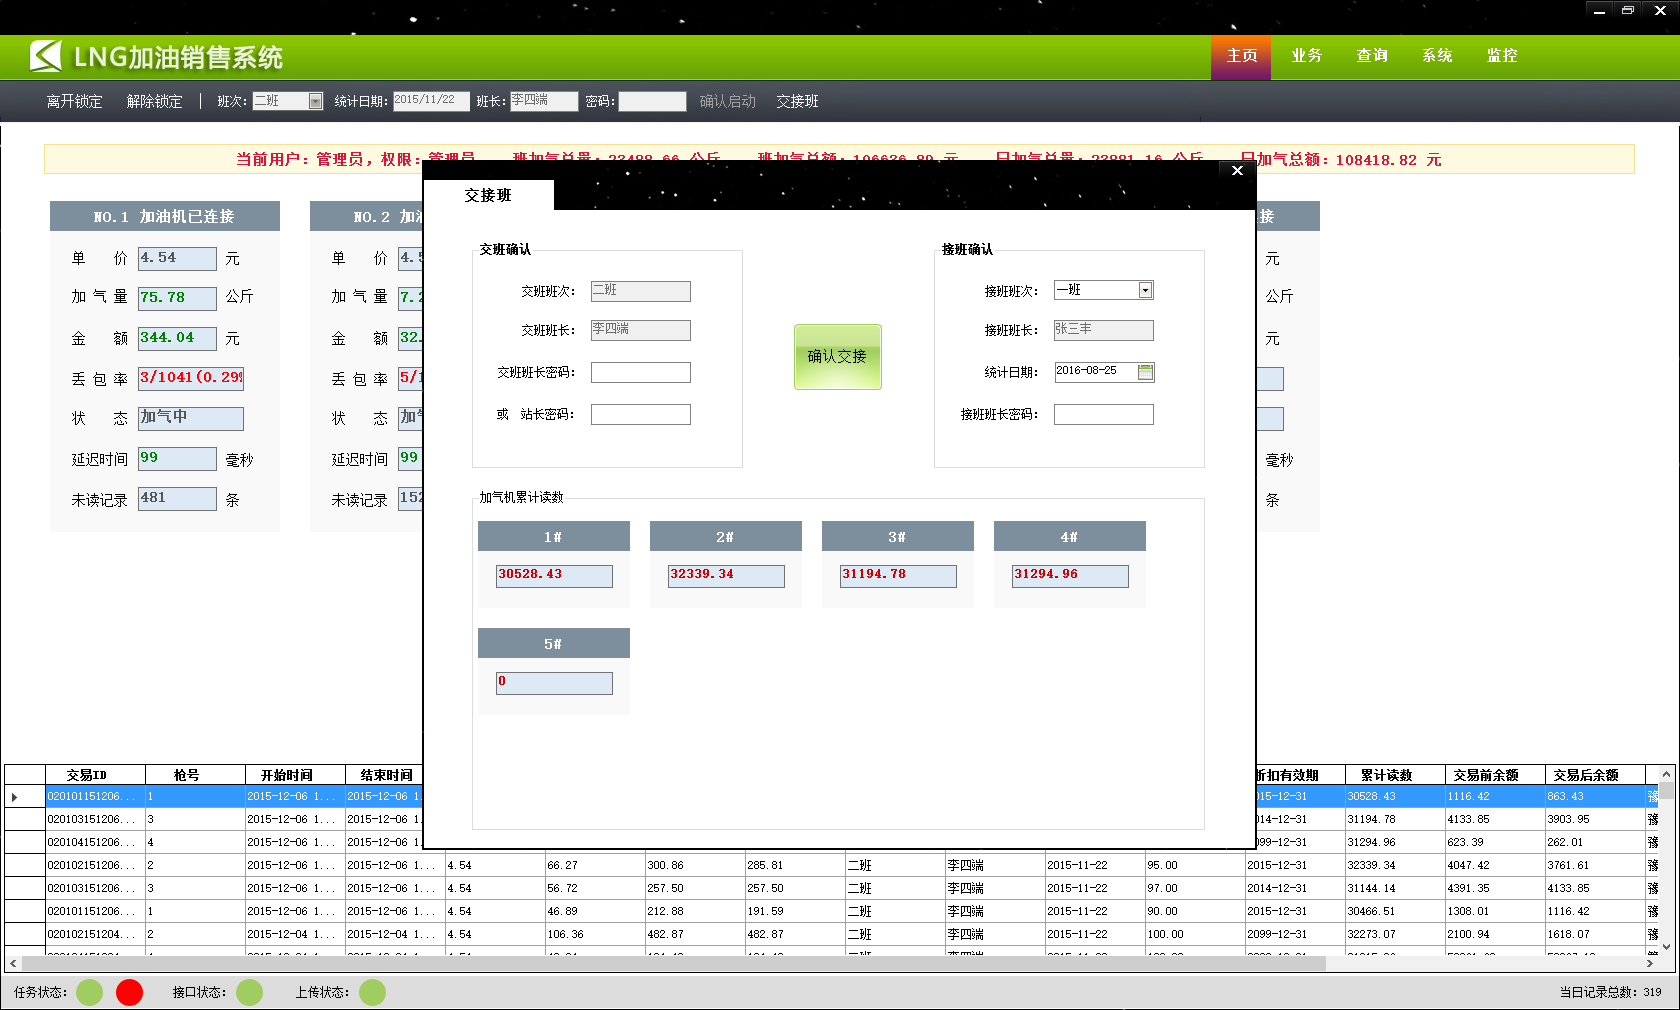 LNG加油销售系统
主页 业务 查询 系统 监控
离开锁定 解除锁定 | 班次: 二班 统计日期: 2015/11/22 班长: 李四端 密码: 确认启动 交接班
当前用户: 管理员, 权限: 管理员 班加气总量: 23488.66 公斤 班加气总额: 106636.89 元 日加气总量: 23881.16 公斤 日加气总额: 108418.82 元
NO.1 加油机已连接
单 价 4.54 元
加 气 量 75.78 公斤
金 额 344.04 元
丢 包 率 3/1041(0.29%
状 态 加气中
延迟时间 99 毫秒
未读记录 481 条
NO.2 加油
单 价 4.5
加 气 量 7.2
金 额 32.
丢 包 率 5/1
状 态 加气
延迟时间 99
未读记录 152
接
元
公斤
元
毫秒
条
交接班
交班确认
交班班次: 二班
交班班长: 李四端
交班班长密码:
或 站长密码:
确认交接
接班确认
接班班次: 一班
接班班长: 张三丰
统计日期: 2016-08-25
接班班长密码:
加气机累计读数
1# 2# 3# 4#
30528.43 32339.34 31194.78 31294.96
5#
0
交易ID 枪号 开始时间 结束时间 折扣有效期 累计读数 交易前余额 交易后余额
020101151206... 1 2015-12-06 1... 2015-12-06 1. 015-12-31 30528.43 1116.42 863.43 豫
020103151206... 3 2015-12-06 1... 2015-12-06 1. 014-12-31 31194.78 4133.85 3903.95 豫
020104151206... 4 2015-12-06 1... 2015-12-06 1. 099-12-31 31294.96 623.39 262.01 豫
020102151206... 2 2015-12-06 1... 2015-12-06 1... 4.54 66.27 300.86 285.81 二班 李四端 2015-11-22 95.00 2015-12-31 32339.34 4047.42 3761.61 豫
020103151206... 3 2015-12-06 1... 2015-12-06 1... 4.54 56.72 257.50 257.50 二班 李四端 2015-11-22 97.00 2014-12-31 31144.14 4391.35 4133.85 豫
020101151206... 1 2015-12-06 1... 2015-12-06 1... 4.54 46.89 212.88 191.59 二班 李四端 2015-11-22 90.00 2015-12-31 30466.51 1308.01 1116.42 豫
020102151204... 2 2015-12-04 1... 2015-12-04 1... 4.54 106.36 482.87 482.87 二班 李四端 2015-11-22 100.00 2099-12-31 32273.07 2100.94 1618.07 豫
任务状态: 接口状态: 上传状态: 当日记录总数: 319